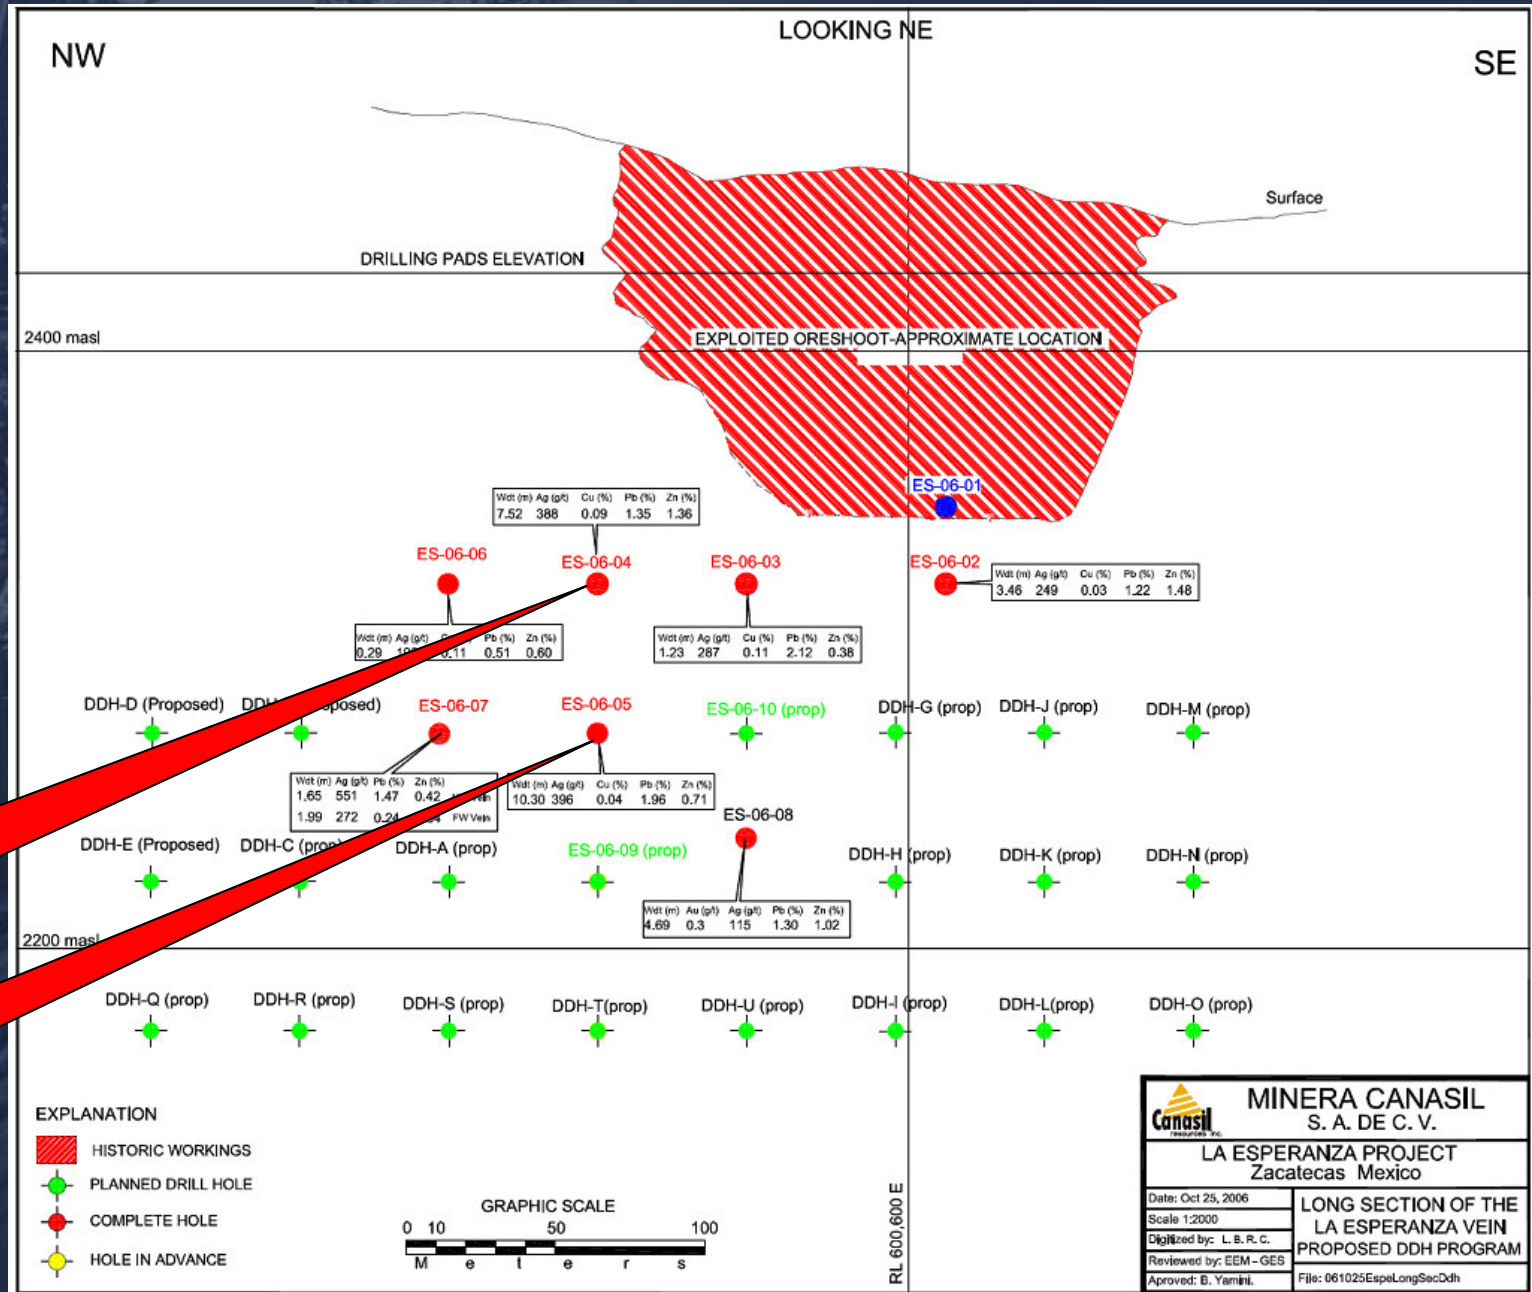 LOOKING NE
NW
SE
Surface
DRILLING PADS ELEVATION
2400 masl
EXPLOITED ORESHOOT-APPROXIMATE LOCATION
ES-06-01
Wdt (m) Ag (g/t) Cu (%) Pb (%) Zn (%)
7.52 388 0.09 1.35 1.36
ES-06-06
ES-06-04
ES-06-03
ES-06-02
Wdt (m) Ag (g/t) Cu (%) Pb (%) Zn (%)
3.46 249 0.03 1.22 1.48
Wdt (m) Ag (g/t) Pb (%) Zn (%)
0.29 0.11 0.51 0.60
Wdt (m) Ag (g/t) Cu (%) Pb (%) Zn (%)
1.23 287 0.11 2.12 0.38
DDH-D (Proposed)
ES-06-07
ES-06-05
ES-06-10 (prop)
DDH-G (prop)
DDH-J (prop)
DDH-M (prop)
Wdt (m) Ag (g/t) Pb (%) Zn (%)
1.65 551 1.47 0.42
1.99 272 FW Vein
Wdt (m) Ag (g/t) Cu (%) Pb (%) Zn (%)
10.30 396 0.04 1.96 0.71
ES-06-08
DDH-E (Proposed)
DDH-C (prop)
DDH-A (prop)
ES-06-09 (prop)
DDH-H (prop)
DDH-K (prop)
DDH-N (prop)
Wdt (m) Au (g/t) Ag (g/t) Pb (%) Zn (%)
4.69 0.3 115 1.30 1.02
2200 masl
DDH-Q (prop)
DDH-R (prop)
DDH-S (prop)
DDH-T(prop)
DDH-U (prop)
DDH-I (prop)
DDH-L(prop)
DDH-O (prop)
EXPLANATION
HISTORIC WORKINGS
PLANNED DRILL HOLE
COMPLETE HOLE
HOLE IN ADVANCE
GRAPHIC SCALE
0 10 50 100
M e t e r s
RL 600,600 E
Canasil
resources inc.
MINERA CANASIL
S. A. DE C. V.
LA ESPERANZA PROJECT
Zacatecas Mexico
Date: Oct 25, 2006
Scale 1:2000
Digitized by: L. B. R. C.
Reviewed by: EEM - GES
Aproved: B. Yamini.
LONG SECTION OF THE
LA ESPERANZA VEIN
PROPOSED DDH PROGRAM
File: 061025EspeLongSecDdh